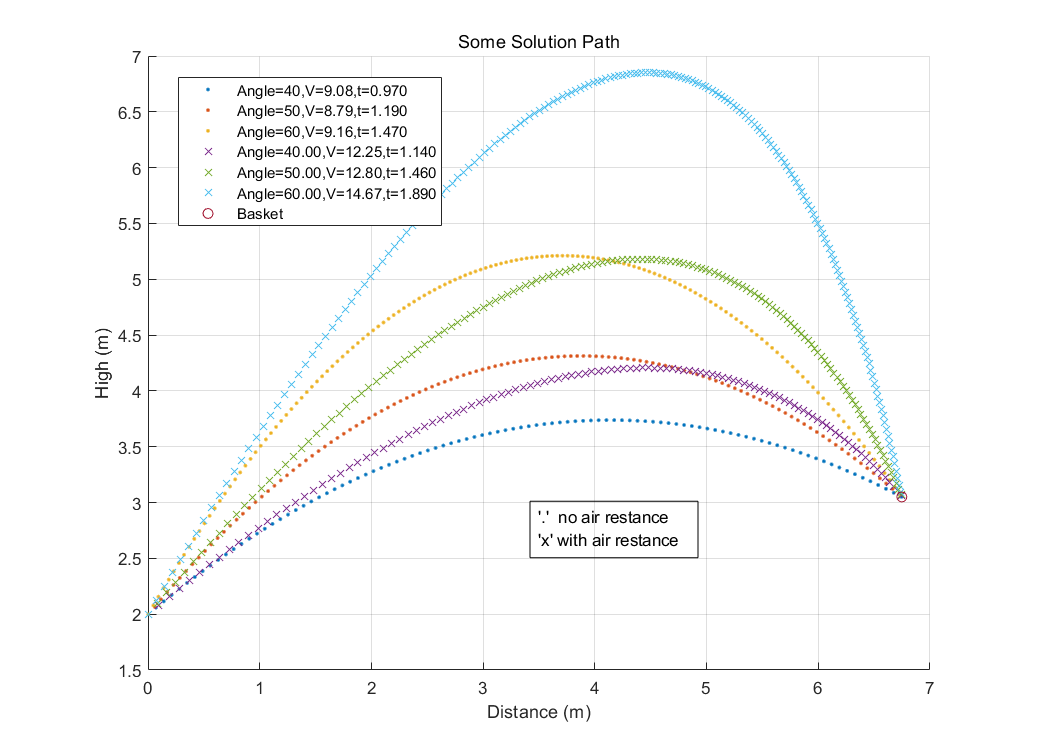 Some Solution Path
7
6.5
6
5.5
5
4.5
4
3.5
3
2.5
2
1.5
High (m)
Angle=40,V=9.08,t=0.970
Angle=50,V=8.79,t=1.190
Angle=60,V=9.16,t=1.470
Angle=40.00,V=12.25,t=1.140
Angle=50.00,V=12.80,t=1.460
Angle=60.00,V=14.67,t=1.890
Basket
'.' no air restance
'x' with air restance
0 1 2 3 4 5 6 7
Distance (m)